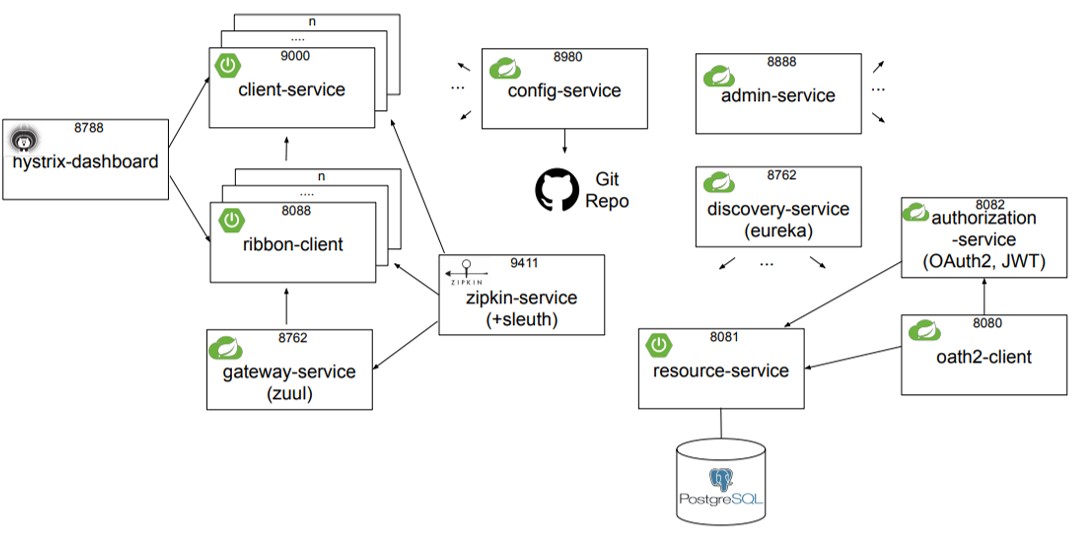 n
....
9000
client-service
8788
hystrix-dashboard
n
....
8088
ribbon-client
8762
gateway-service
(zuul)
9411
ZIPKIN
zipkin-service
(+sleuth)
...
8980
config-service
Git
Repo
8888
admin-service
...
8762
discovery-service
(eureka)
...
8082
authorization
-service
(OAuth2, JWT)
8080
oath2-client
8081
resource-service
PostgreSQL